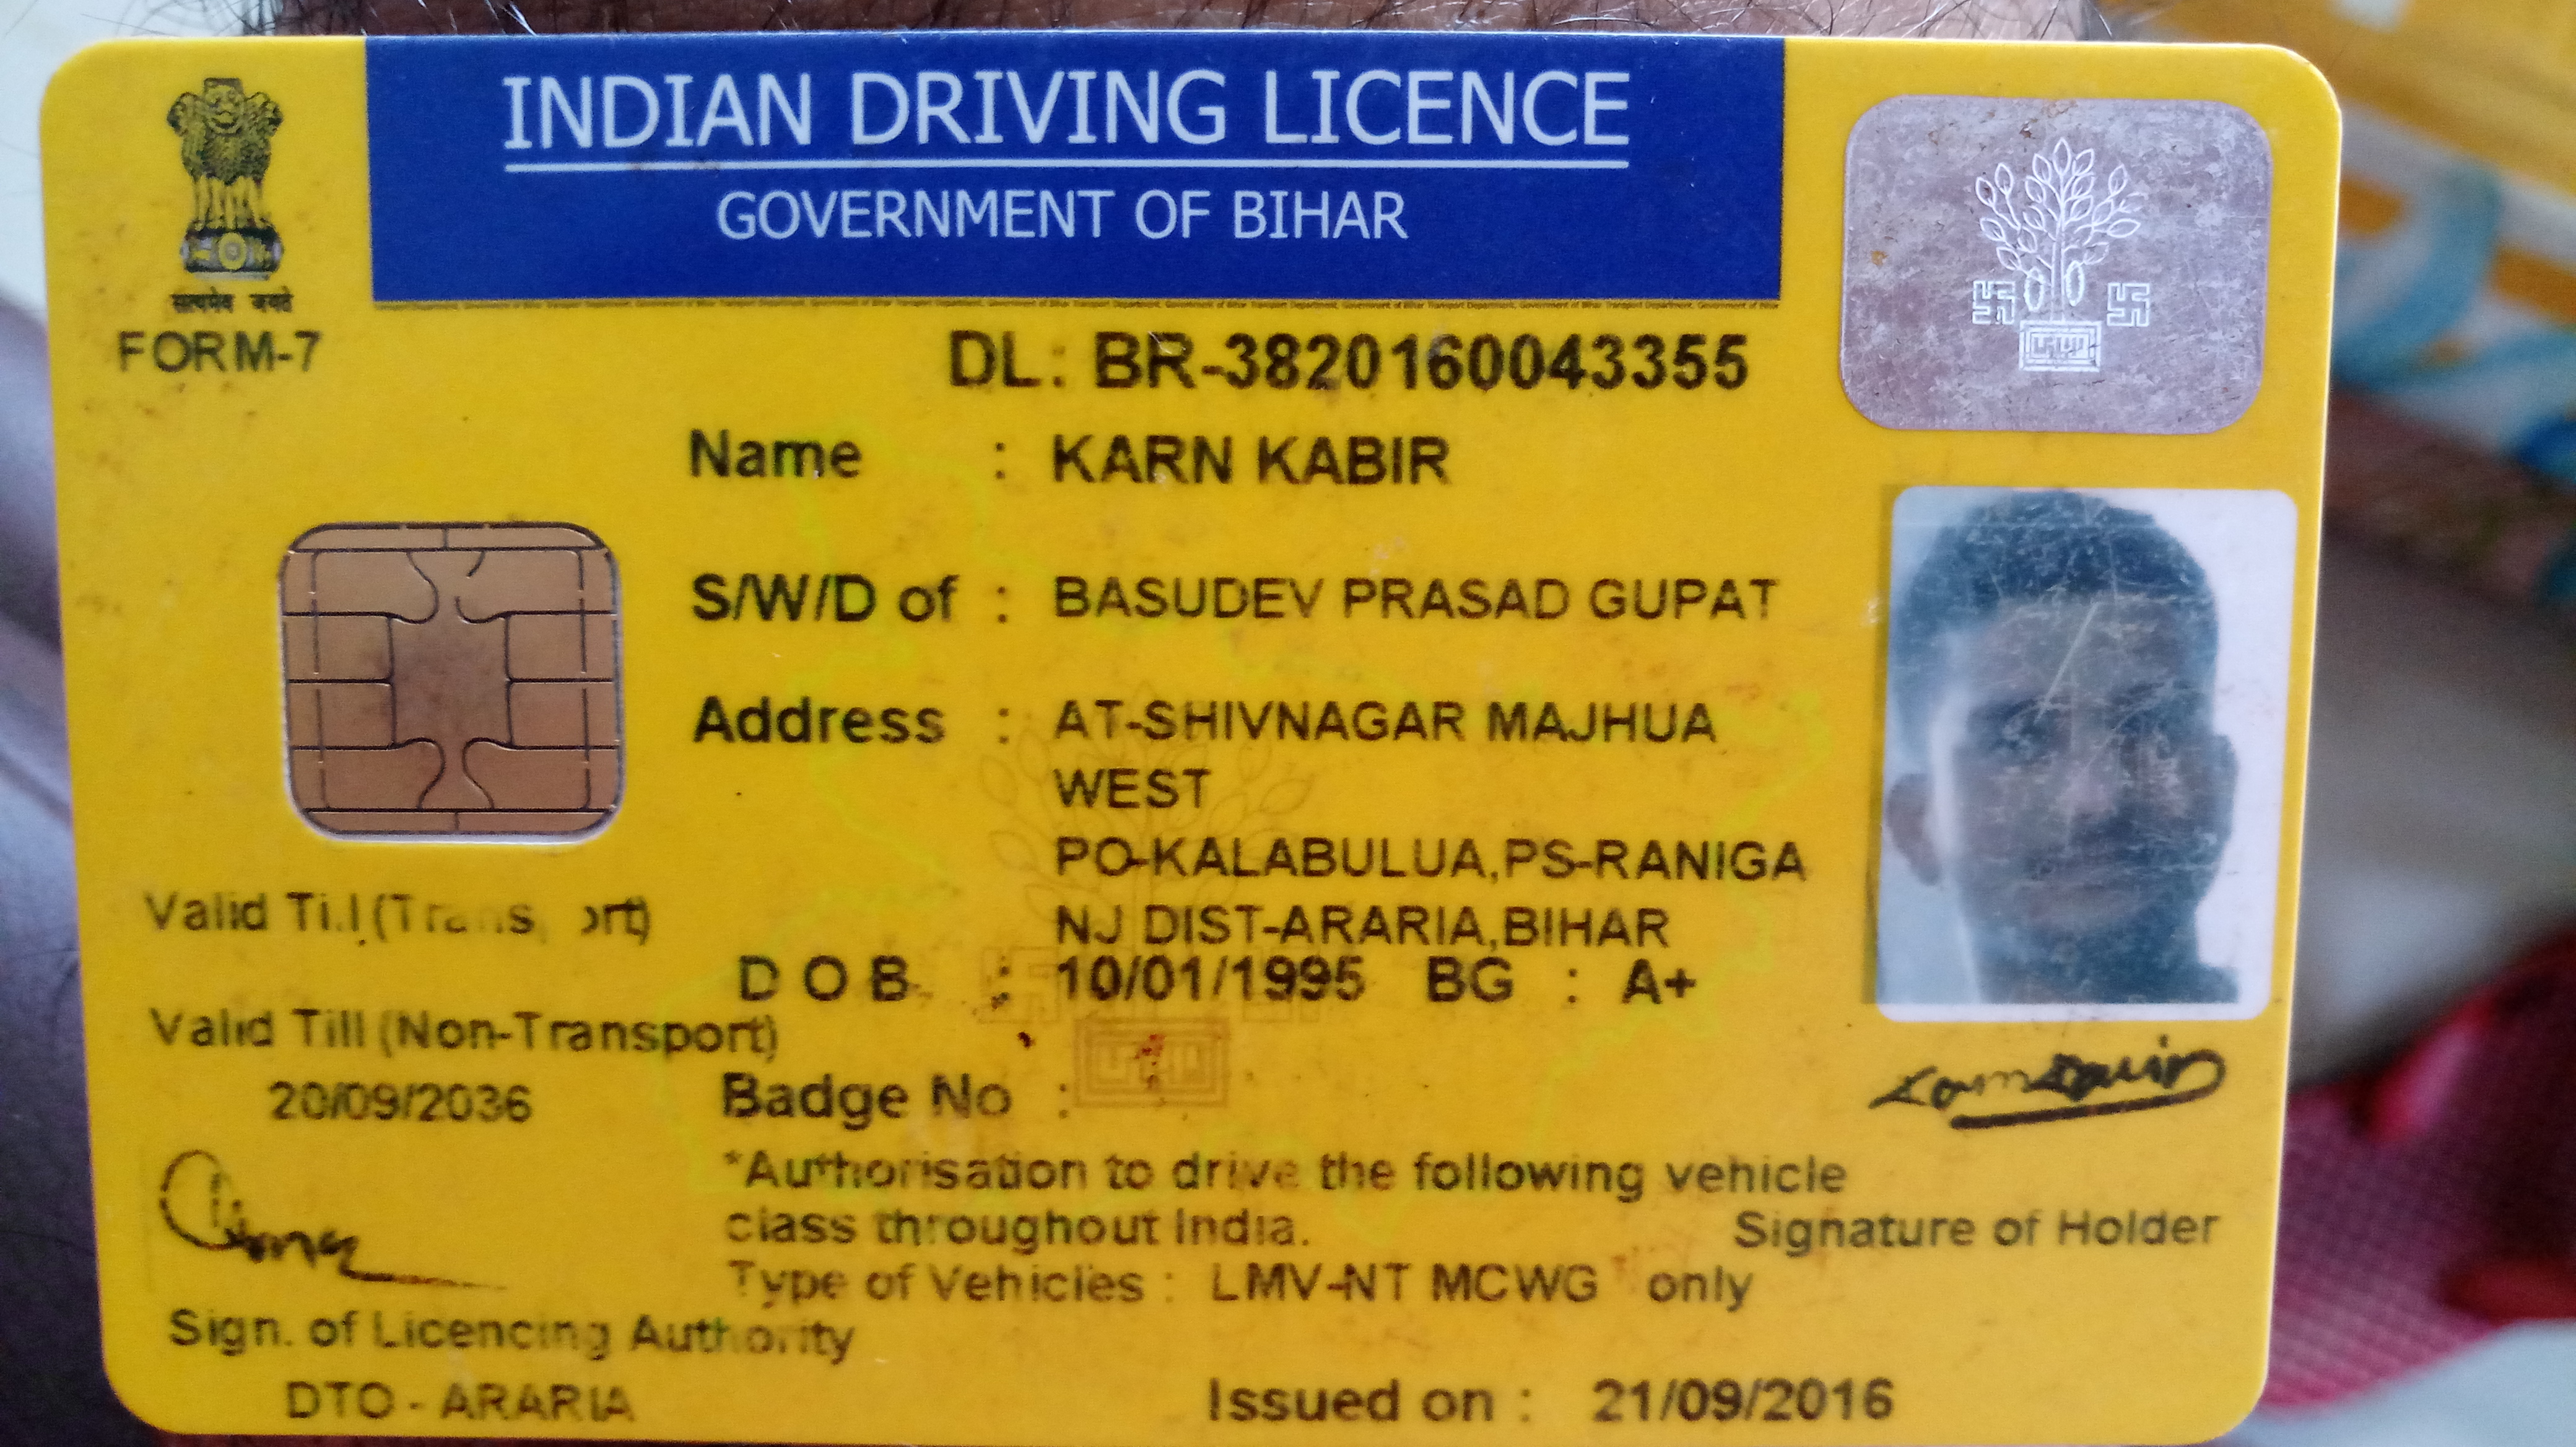 INDIAN DRIVING LICENCE
GOVERNMENT OF BIHAR
सत्यमेव जयते
FORM-7
DL: BR-3820160043355
Name : KARN KABIR
S/W/D of : BASUDEV PRASAD GUPAT
Address : AT-SHIVNAGAR MAJHUA
WEST
PO-KALABULUA,PS-RANIGA
NJ DIST-ARARIA,BIHAR
D O B : 10/01/1995 BG : A+
Valid Till (Transport)
Valid Till (Non-Transport)
20/09/2036
Badge No :
*Authorisation to drive the following vehicle
class throughout India.
Type of Vehicles : LMV-NT MCWG only
Signature of Holder
Sign. of Licencing Authority
DTO - ARARIA
Issued on : 21/09/2016